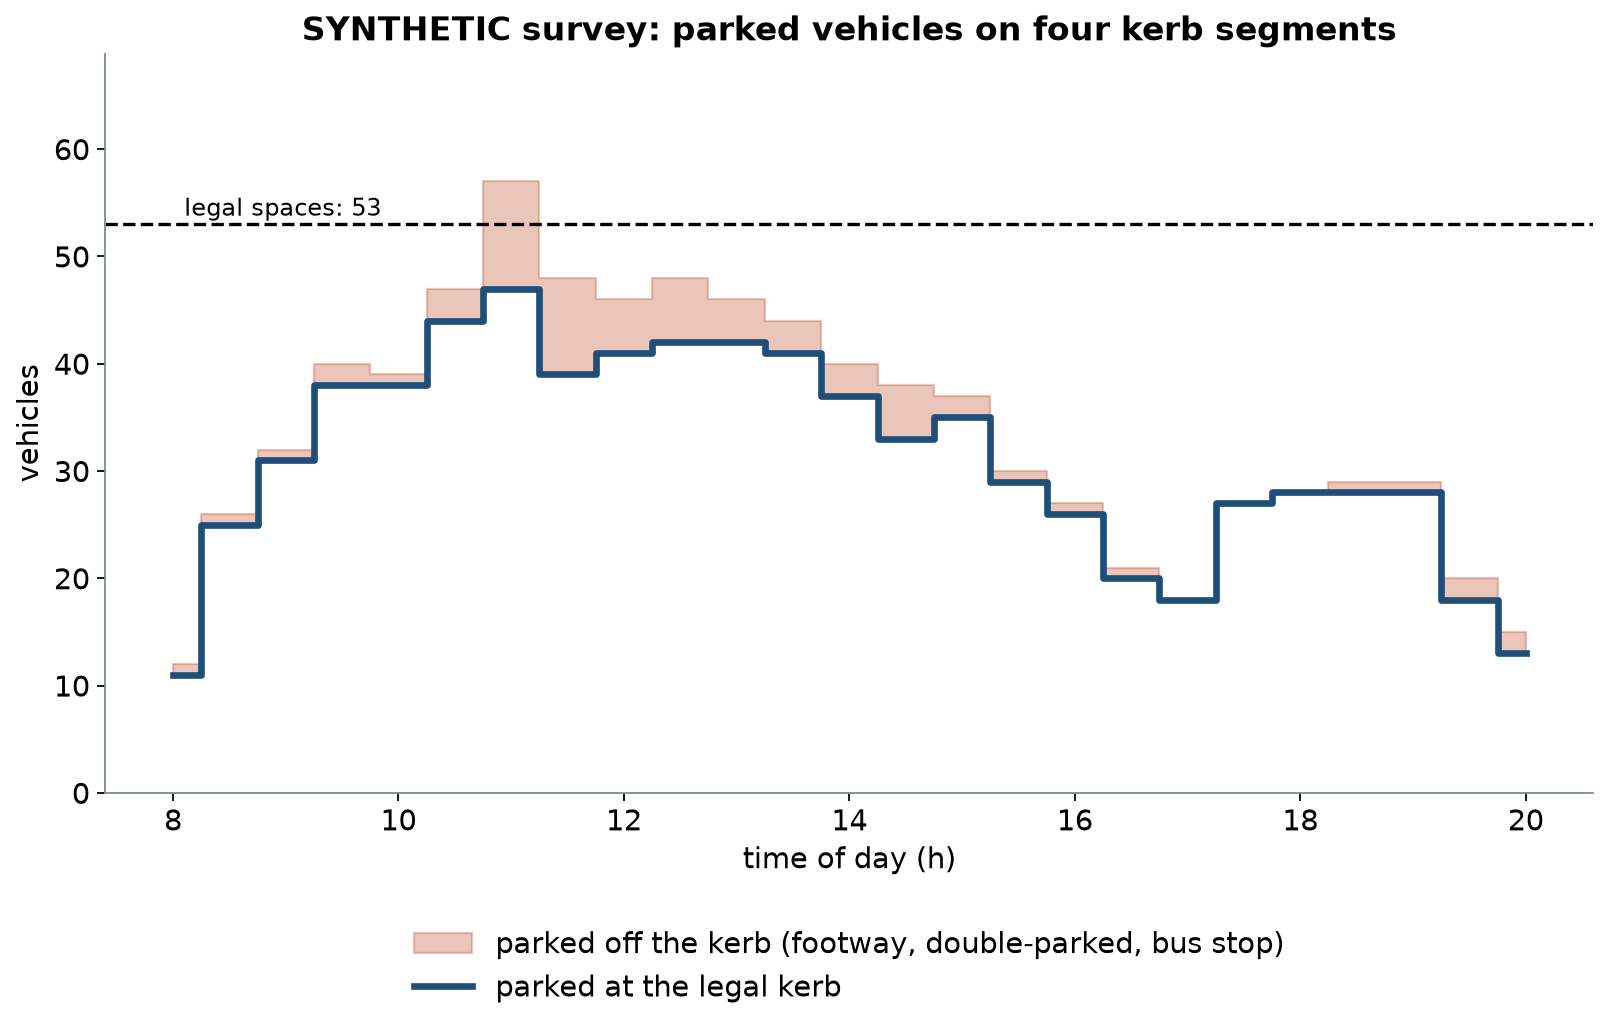 SYNTHETIC survey: parked vehicles on four kerb segments
60
50
40
30
20
10
0
vehicles
legal spaces: 53
8 10 12 14 16 18 20
time of day (h)
parked off the kerb (footway, double-parked, bus stop)
parked at the legal kerb